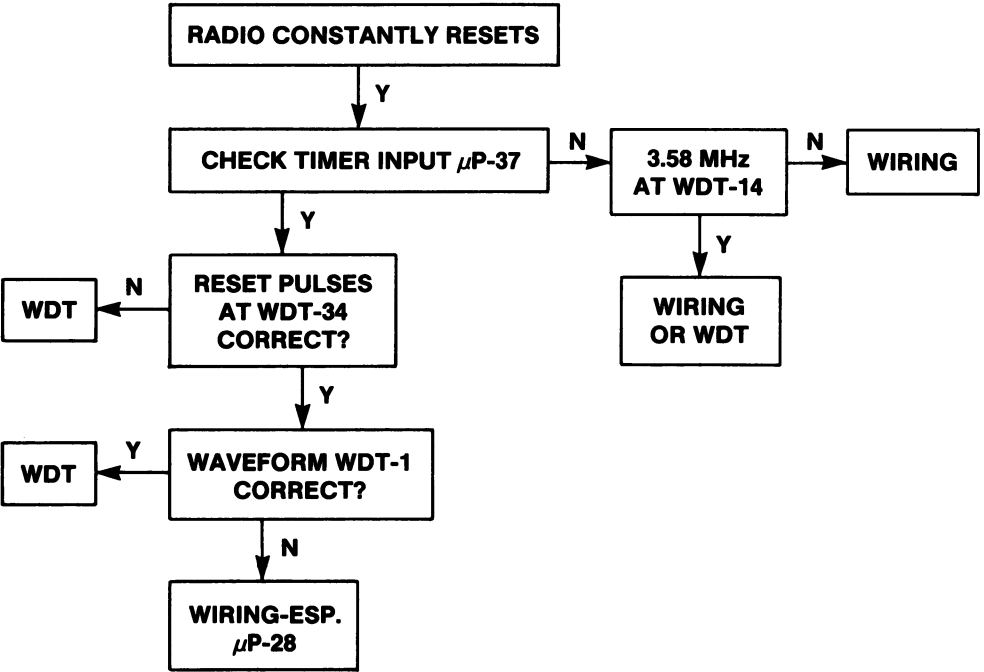 RADIO CONSTANTLY RESETS
Y
CHECK TIMER INPUT µP-37
N
3.58 MHz
AT WDT-14
N
WIRING
Y
Y
WIRING
OR WDT
RESET PULSES
AT WDT-34
CORRECT?
N
WDT
Y
WAVEFORM WDT-1
CORRECT?
Y
WDT
N
WIRING-ESP.
µP-28